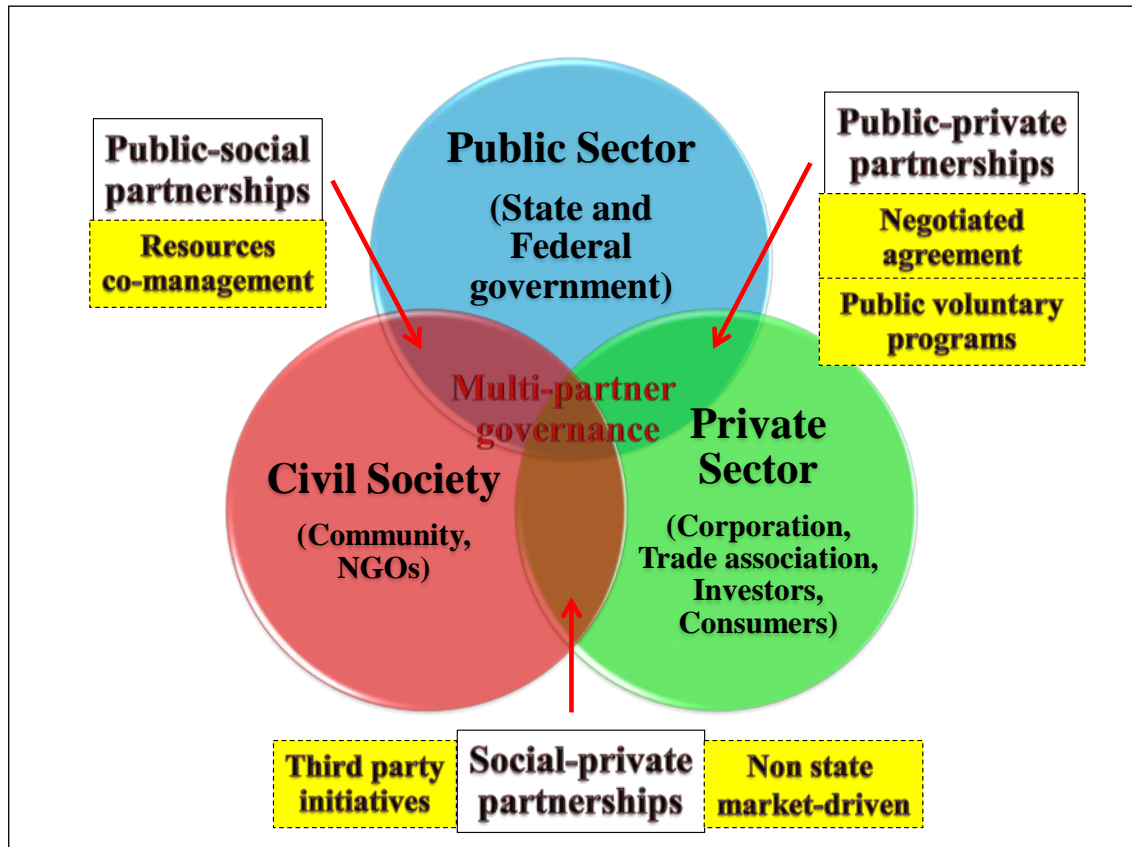 Public-social
partnerships
Resources
co-management
Public Sector
(State and
Federal
government)
Public-private
partnerships
Negotiated
agreement
Public voluntary
programs
Multi-partner
governance
Civil Society
(Community,
NGOs)
Private
Sector
(Corporation,
Trade association,
Investors,
Consumers)
Third party
initiatives
Social-private
partnerships
Non state
market-driven